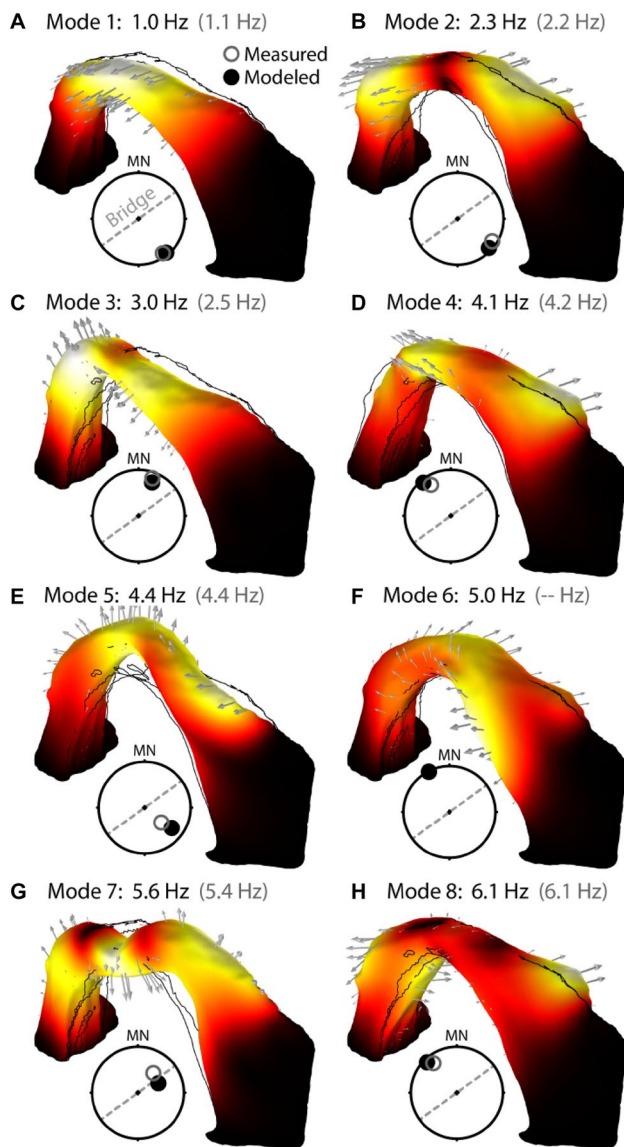 A Mode 1: 1.0 Hz (1.1 Hz)
Measured
Modeled
MN
Bridge
B Mode 2: 2.3 Hz (2.2 Hz)
MN
C Mode 3: 3.0 Hz (2.5 Hz)
MN
D Mode 4: 4.1 Hz (4.2 Hz)
MN
E Mode 5: 4.4 Hz (4.4 Hz)
MN
F Mode 6: 5.0 Hz (-- Hz)
MN
G Mode 7: 5.6 Hz (5.4 Hz)
MN
H Mode 8: 6.1 Hz (6.1 Hz)
MN